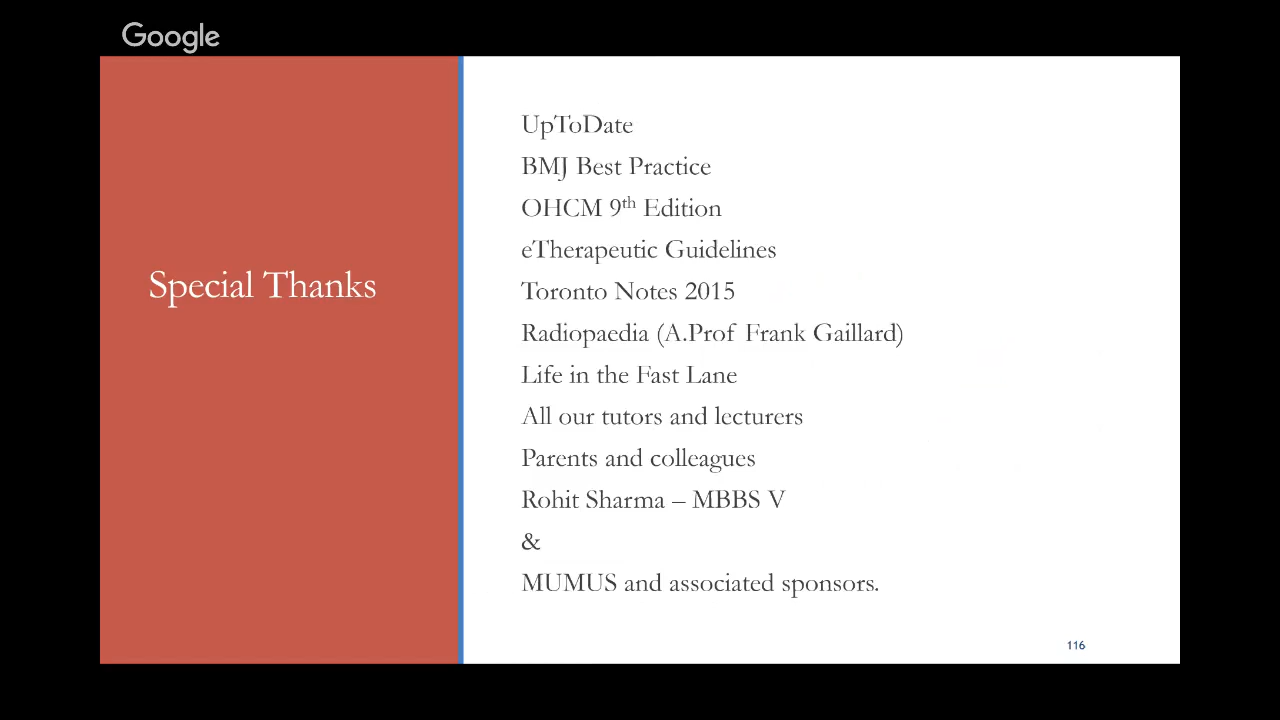 Google
Special Thanks
UpToDate
BMJ Best Practice
OHCM 9th Edition
eTherapeutic Guidelines
Toronto Notes 2015
Radiopaedia (A.Prof Frank Gaillard)
Life in the Fast Lane
All our tutors and lecturers
Parents and colleagues
Rohit Sharma – MBBS V
&
MUMUS and associated sponsors.
116